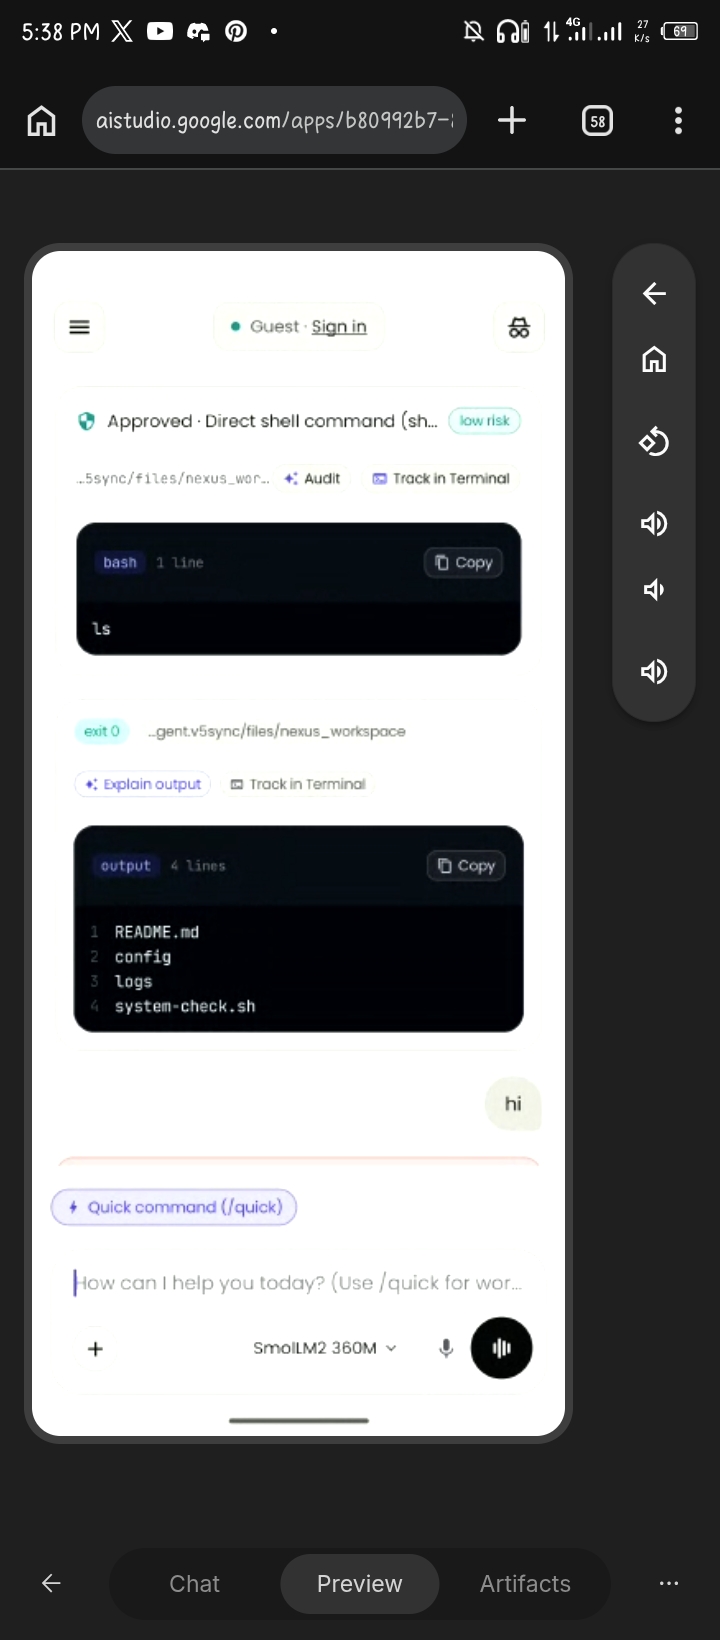 5:38 PM
4G
27
K/s
69
aistudio.google.com/apps/b80992b7-
58
Guest · Sign in
Approved · Direct shell command (sh... low risk
...5sync/files/nexus_wor... Audit Track in Terminal
bash 1 line Copy
ls
exit 0 ...gent.v5sync/files/nexus_workspace
Explain output Track in Terminal
output 4 lines Copy
1 README.md
2 config
3 logs
4 system-check.sh
hi
Quick command (/quick)
How can I help you today? (Use /quick for wor...
SmolLM2 360M
Chat Preview Artifacts